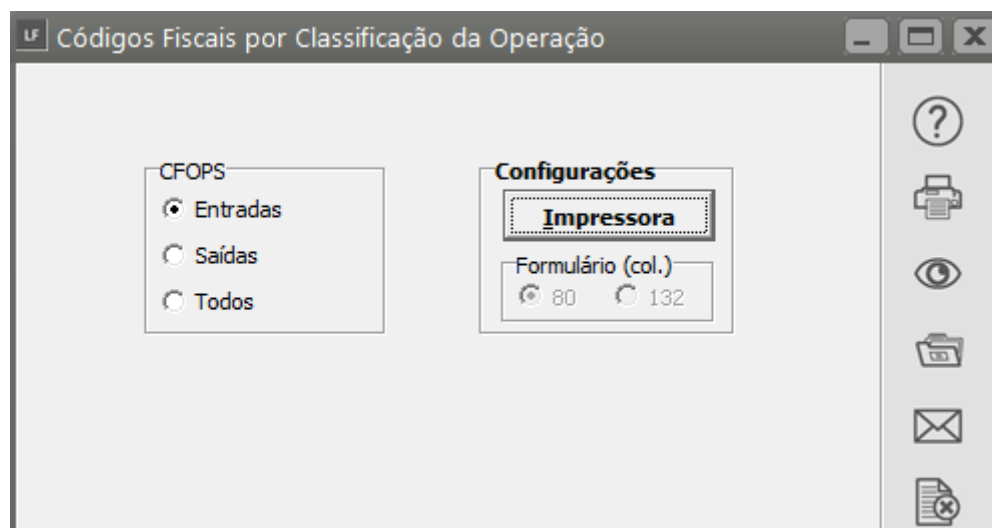 LF Códigos Fiscais por Classificação da Operação
CFOPS
Entradas
Saídas
Todos
Configurações
Impressora
Formulário (col.)
80 132